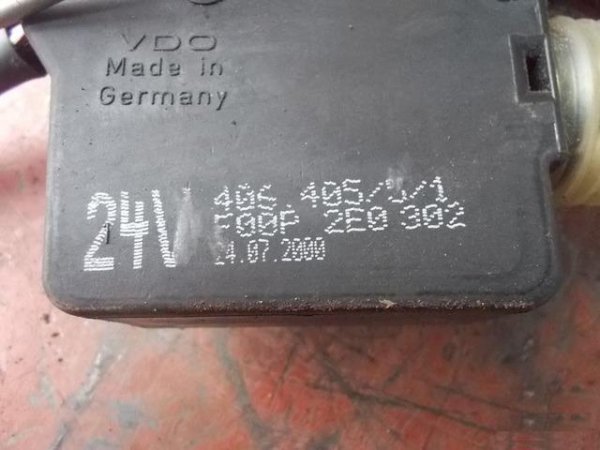 VDO
Made in
Germany
24V
406.405/3/1
F00P 2E0 302
24.07.2000